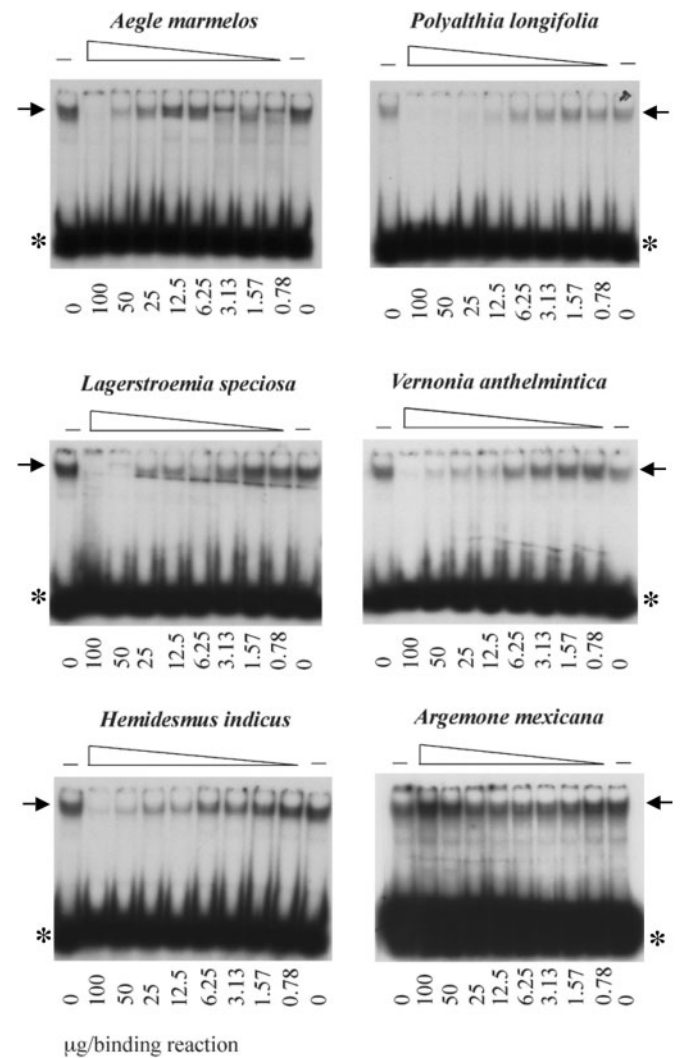 Aegle marmelos
Polyalthia longifolia
– –
– –
* *
0 100 50 25 12.5 6.25 3.13 1.57 0.78 0
0 100 50 25 12.5 6.25 3.13 1.57 0.78 0
Lagerstroemia speciosa
Vernonia anthelmintica
– –
– –
* *
0 100 50 25 12.5 6.25 3.13 1.57 0.78 0
0 100 50 25 12.5 6.25 3.13 1.57 0.78 0
Hemidesmus indicus
Argemone mexicana
– –
– –
* *
0 100 50 25 12.5 6.25 3.13 1.57 0.78 0
0 100 50 25 12.5 6.25 3.13 1.57 0.78 0
μg/binding reaction